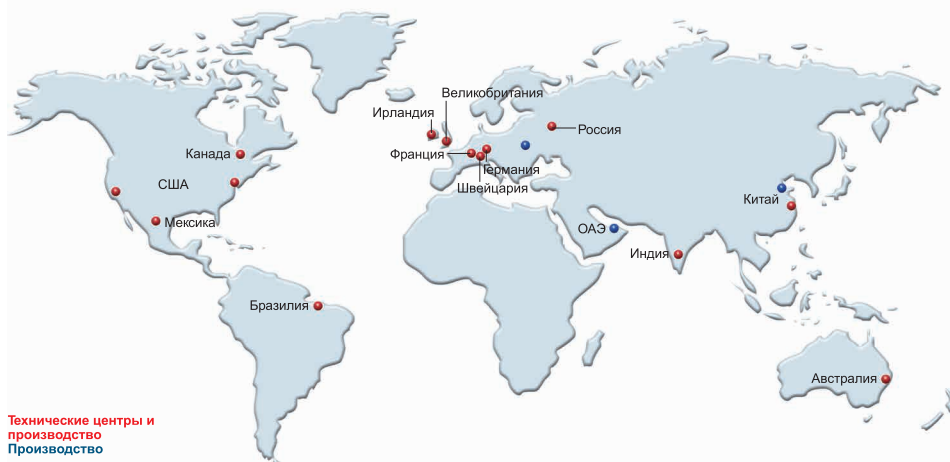 Великобритания
Ирландия
Россия
Канада
Франция
Германия
США
Швейцария
Китай
Мексика
ОАЭ
Индия
Бразилия
Австралия
Технические центры и
производство
Производство